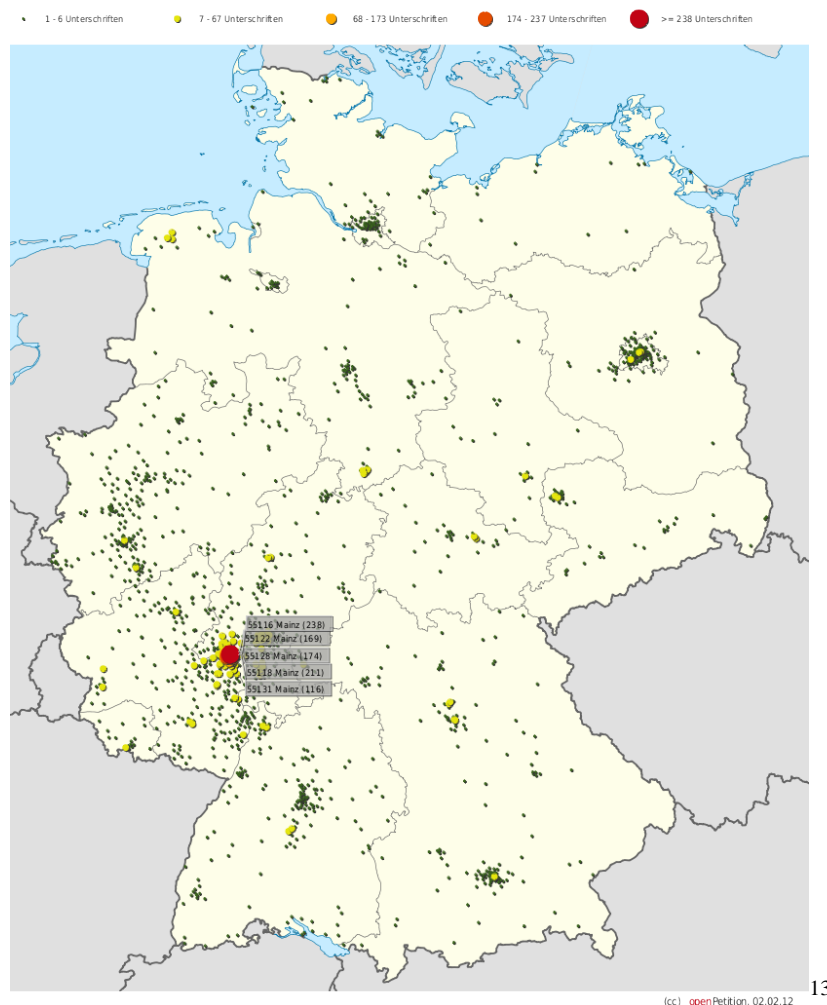 1 - 6 Unterschriften 7 - 67 Unterschriften 68 - 173 Unterschriften 174 - 237 Unterschriften >= 238 Unterschriften
55116 Mainz (238)
55122 Mainz (169)
55128 Mainz (174)
55118 Mainz (211)
55131 Mainz (116)
13
(cc) openPetition, 02.02.12